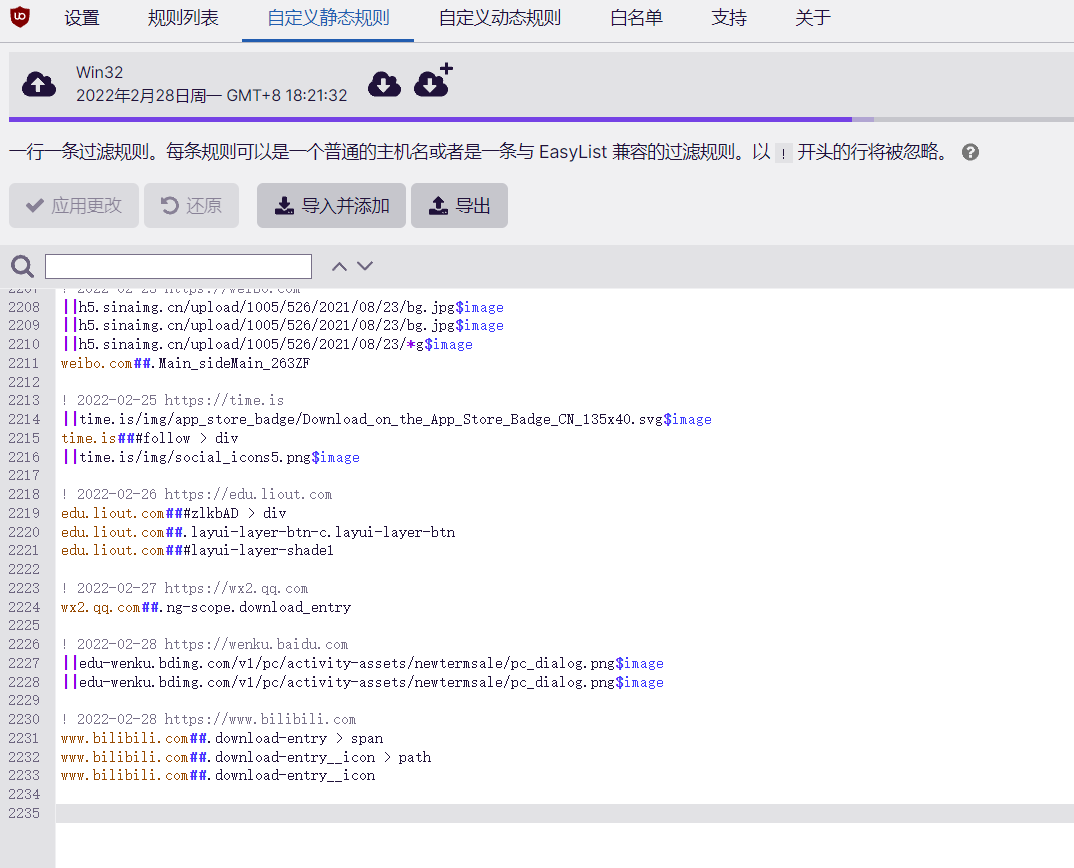 设置 规则列表 自定义静态规则 自定义动态规则 白名单 支持 关于
Win32
2022年2月28日周一 GMT+8 18:21:32
一行一条过滤规则。每条规则可以是一个普通的主机名或者是一条与 EasyList 兼容的过滤规则。以 ! 开头的行将被忽略。
应用更改 还原 导入并添加 导出
2207 ! 2022-02-23 https://weibo.com
2208 ||h5.sinaimg.cn/upload/1005/526/2021/08/23/bg.jpg$image
2209 ||h5.sinaimg.cn/upload/1005/526/2021/08/23/bg.jpg$image
2210 ||h5.sinaimg.cn/upload/1005/526/2021/08/23/*g$image
2211 weibo.com##.Main_sideMain_263ZF
2212
2213 ! 2022-02-25 https://time.is
2214 ||time.is/img/app_store_badge/Download_on_the_App_Store_Badge_CN_135x40.svg$image
2215 time.is###follow > div
2216 ||time.is/img/social_icons5.png$image
2217
2218 ! 2022-02-26 https://edu.liout.com
2219 edu.liout.com###zlkbAD > div
2220 edu.liout.com##.layui-layer-btn-c.layui-layer-btn
2221 edu.liout.com###layui-layer-shade1
2222
2223 ! 2022-02-27 https://wx2.qq.com
2224 wx2.qq.com##.ng-scope.download_entry
2225
2226 ! 2022-02-28 https://wenku.baidu.com
2227 ||edu-wenku.bdimg.com/v1/pc/activity-assets/newtermsale/pc_dialog.png$image
2228 ||edu-wenku.bdimg.com/v1/pc/activity-assets/newtermsale/pc_dialog.png$image
2229
2230 ! 2022-02-28 https://www.bilibili.com
2231 www.bilibili.com##.download-entry > span
2232 www.bilibili.com##.download-entry__icon > path
2233 www.bilibili.com##.download-entry__icon
2234
2235